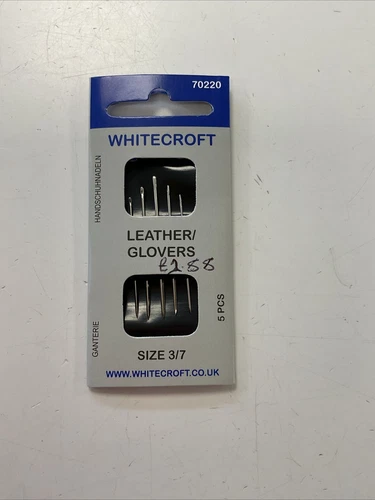 70220
WHITECROFT
HANDSCHUHNADELN
LEATHER/
GLOVERS
£2.88
GANTERIE
5 PCS
SIZE 3/7
WWW.WHITECROFT.CO.UK